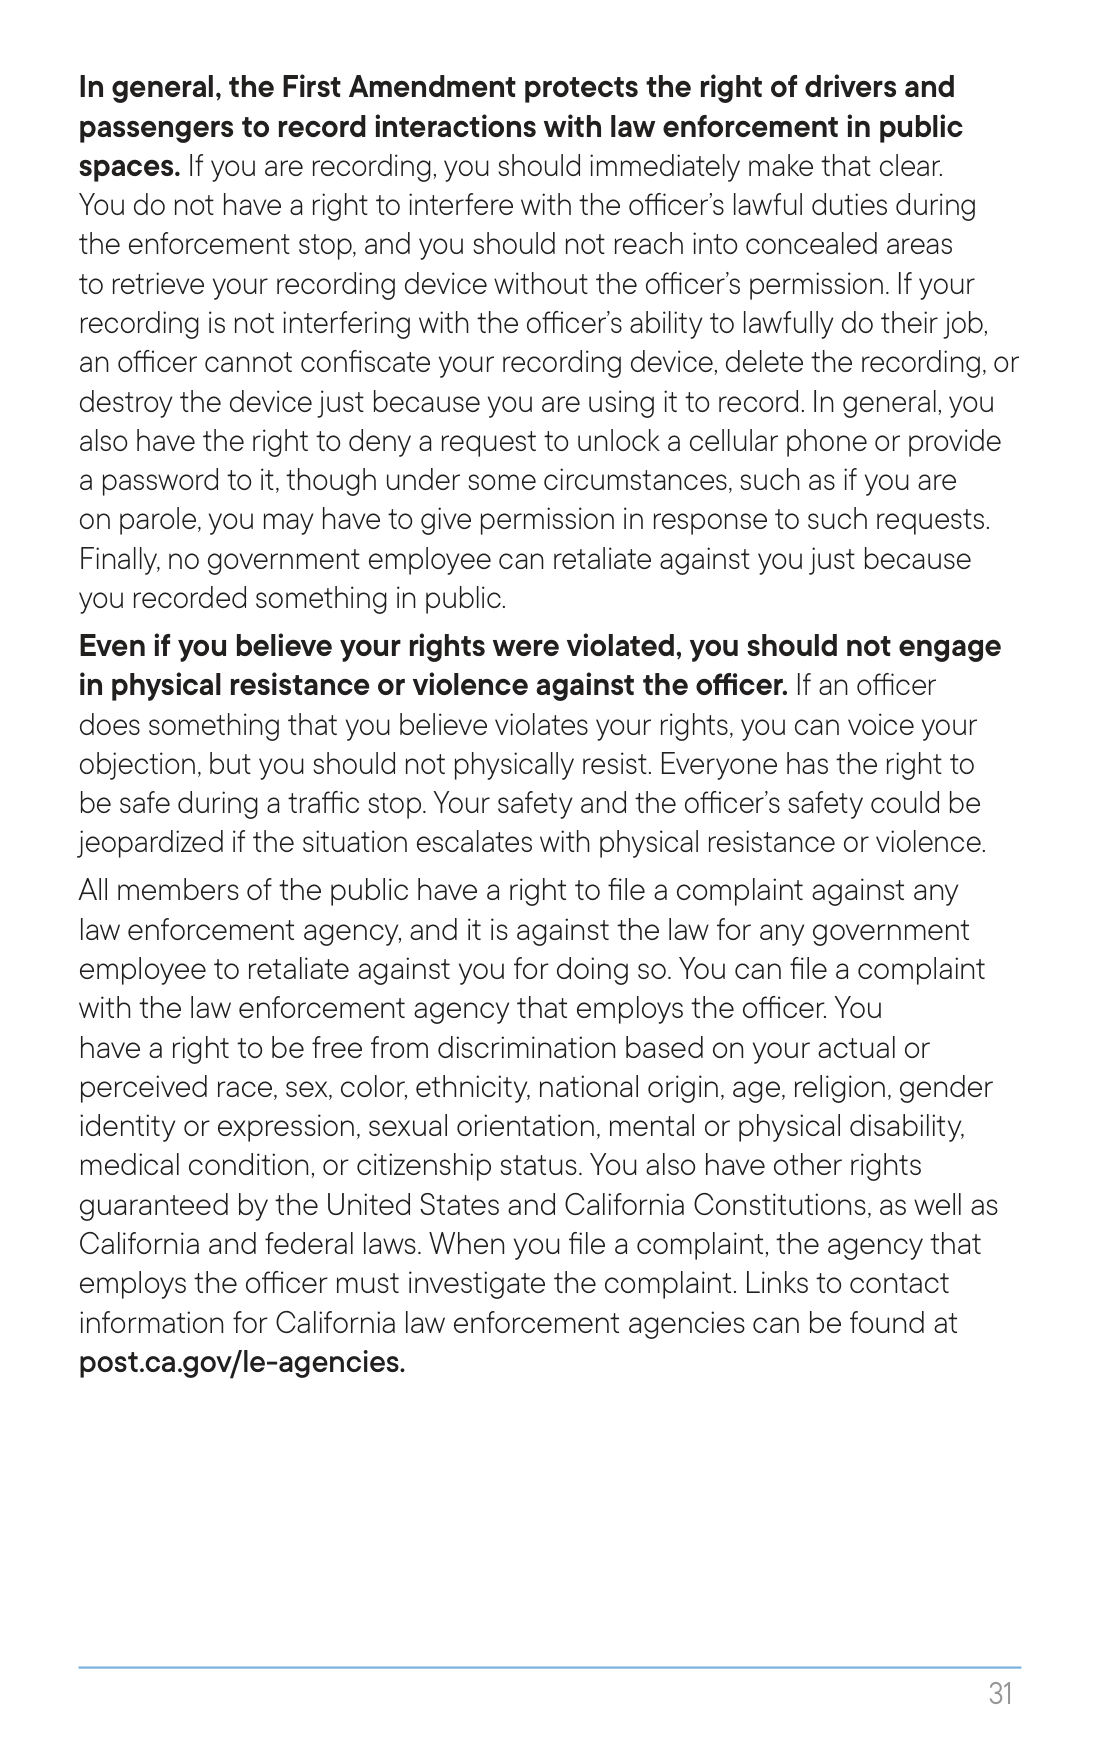 In general, the First Amendment protects the right of drivers and
passengers to record interactions with law enforcement in public
spaces. If you are recording, you should immediately make that clear.
You do not have a right to interfere with the officer’s lawful duties during
the enforcement stop, and you should not reach into concealed areas
to retrieve your recording device without the officer’s permission. If your
recording is not interfering with the officer’s ability to lawfully do their job,
an officer cannot confiscate your recording device, delete the recording, or
destroy the device just because you are using it to record. In general, you
also have the right to deny a request to unlock a cellular phone or provide
a password to it, though under some circumstances, such as if you are
on parole, you may have to give permission in response to such requests.
Finally, no government employee can retaliate against you just because
you recorded something in public.
Even if you believe your rights were violated, you should not engage
in physical resistance or violence against the officer. If an officer
does something that you believe violates your rights, you can voice your
objection, but you should not physically resist. Everyone has the right to
be safe during a traffic stop. Your safety and the officer’s safety could be
jeopardized if the situation escalates with physical resistance or violence.
All members of the public have a right to file a complaint against any
law enforcement agency, and it is against the law for any government
employee to retaliate against you for doing so. You can file a complaint
with the law enforcement agency that employs the officer. You
have a right to be free from discrimination based on your actual or
perceived race, sex, color, ethnicity, national origin, age, religion, gender
identity or expression, sexual orientation, mental or physical disability,
medical condition, or citizenship status. You also have other rights
guaranteed by the United States and California Constitutions, as well as
California and federal laws. When you file a complaint, the agency that
employs the officer must investigate the complaint. Links to contact
information for California law enforcement agencies can be found at
post.ca.gov/le-agencies.
31